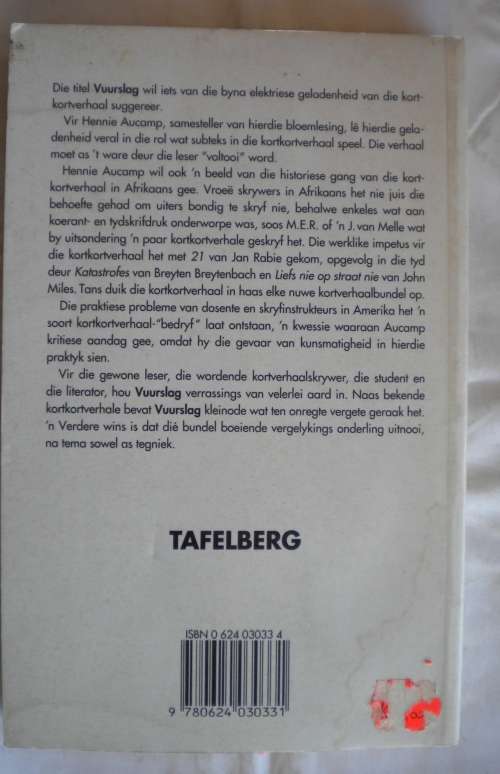 Die titel Vuurslag wil iets van die byna elektriese gelaaidenheid van die kort-
kortverhaal suggereer.
Vir Hennie Aucamp, samesteller van hierdie bloemlesing, lê hierdie gela-
denheid veral in die rol wat subteks in die kortkortverhaal speel. Die verhaal
moet as 't ware deur die leser "voltooi" word.
Hennie Aucamp wil ook 'n beeld van die historiese gang van die kort-
kortverhaal in Afrikaans gee. Vroeë skrywers in Afrikaans het nie juis die
behoefte gehad om uiters bondig te skryf nie, behalwe enkeles wat aan
koerant- en tydskrifdruk onderworpe was, soos M.E.R. of 'n J. van Melle wat
by uitsondering 'n paar kortkortverhale geskryf het. Die werklike impetus vir
die kortkortverhaal het met 21 van Jan Rabie gekom, opgevolg in die tyd
deur Katastrofes van Breyten Breytenbach en Liefs nie op straat nie van John
Miles. Tans duik die kortkortverhaal in haas elke nuwe kortverhaalbundel op.
Die praktiese probleme van dosente en skryfinstrukteurs in Amerika het 'n
soort kortkortverhaal-"bedryf" laat ontstaan, 'n kwessie waaraan Aucamp
kritiese aandag gee, omdat hy die gevaar van kunsmatigheid in hierdie
praktyk sien.
Vir die gewone leser, die wordende kortverhaalskrywer, die student en
die literator, hou Vuurslag verrassings van velerlei aard in. Naas bekende
kortkortverhale bevat Vuurslag kleinode wat ten onregte vergete geraak het.
'n Verdere wins is dat dié bundel boeiende vergelykings onderling uitnooi,
na tema sowel as tegniek.
TAFELBERG
ISBN 0 624 03033 4
9 780624 030331